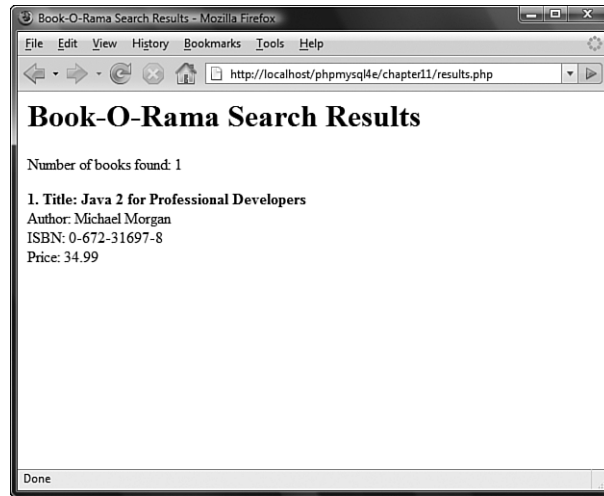 Book-O-Rama Search Results - Mozilla Firefox
File Edit View History Bookmarks Tools Help
http://localhost/phpmysql4e/chapter11/results.php
Book-O-Rama Search Results
Number of books found: 1
1. Title: Java 2 for Professional Developers
Author: Michael Morgan
ISBN: 0-672-31697-8
Price: 34.99
Done